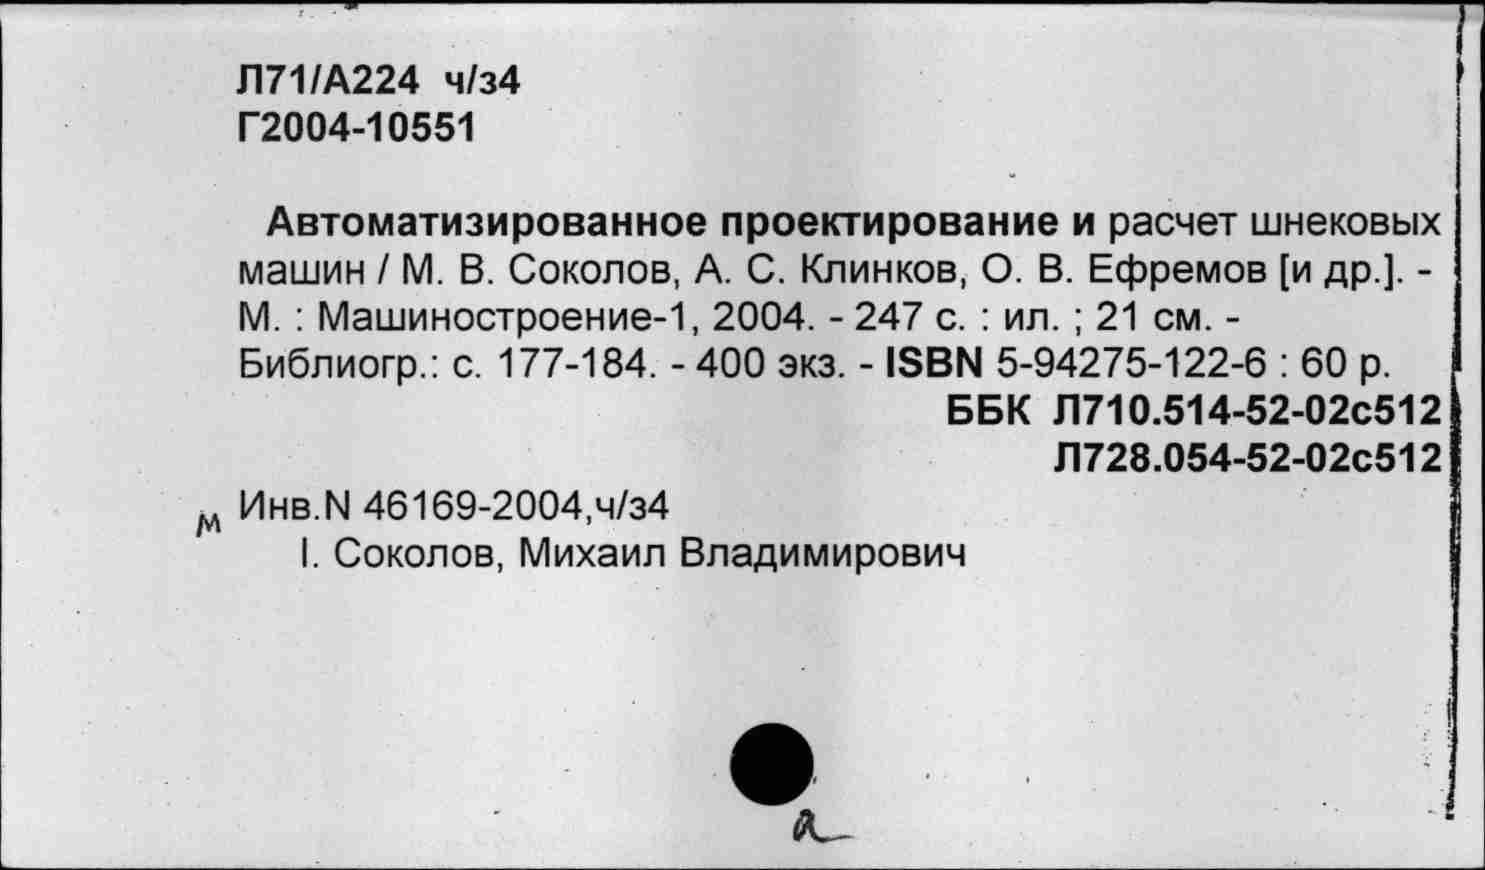 Л71/А224 ч/з4
Г2004-10551
Автоматизированное проектирование и расчет шнековых
машин / М. В. Соколов, А. С. Клинков, О. В. Ефремов [и др.]. -
М. : Машиностроение-1, 2004. - 247 с. : ил. ; 21 см. -
Библиогр.: с. 177-184. - 400 экз. - ISBN 5-94275-122-6 : 60 р.
ББК Л710.514-52-02с512
Л728.054-52-02с512
м Инв.N 46169-2004,ч/з4
I. Соколов, Михаил Владимирович
а